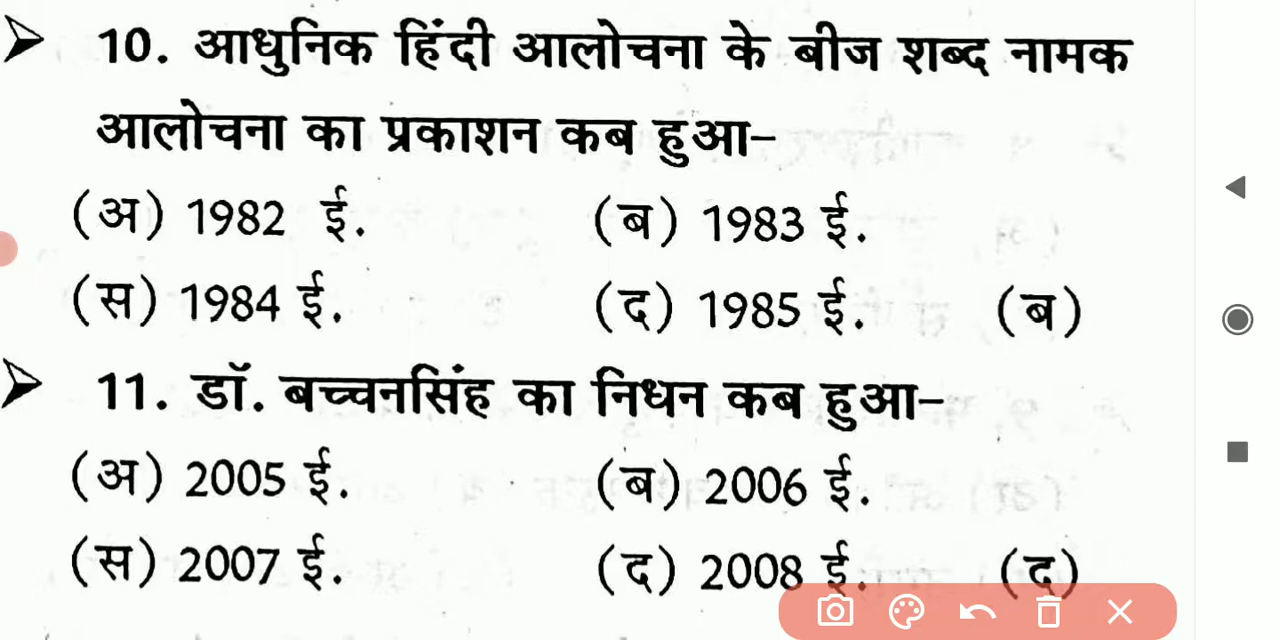 ➢ 10. आधुनिक हिंदी आलोचना के बीज शब्द नामक
आलोचना का प्रकाशन कब हुआ–
(अ) 1982 ई. (ब) 1983 ई.
(स) 1984 ई. (द) 1985 ई. (ब)
➢ 11. डॉ. बच्चनसिंह का निधन कब हुआ–
(अ) 2005 ई. (ब) 2006 ई.
(स) 2007 ई. (द) 2008 ई. (द)